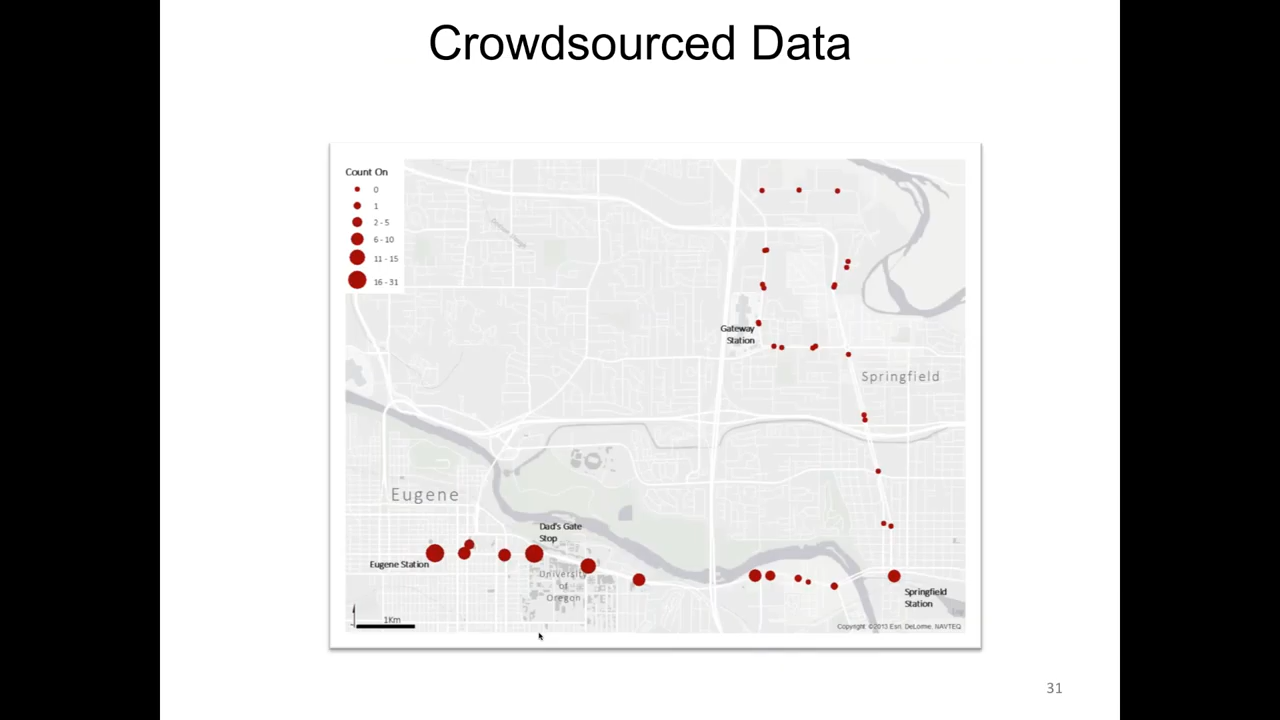 Crowdsourced Data
Count On
0
1
2 - 5
6 - 10
11 - 15
16 - 31
Gateway
Station
Springfield
Eugene
Dad's Gate
Stop
Eugene Station
University
of
Oregon
Springfield
Station
1Km
Copyright: ©2013 Esri, DeLorme, NAVTEQ
31